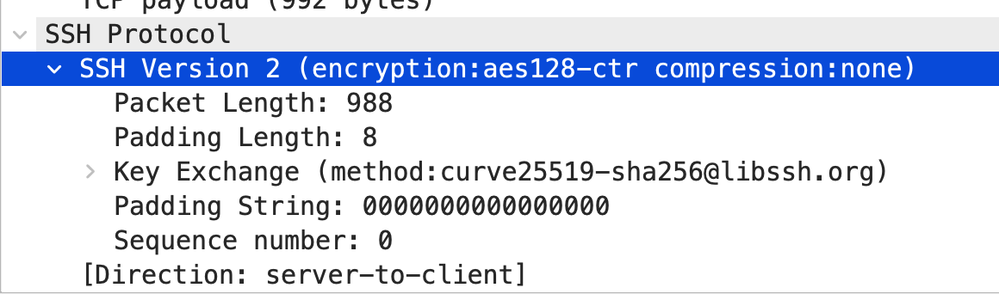 TCP payload (992 bytes)
SSH Protocol
SSH Version 2 (encryption:aes128-ctr compression:none)
Packet Length: 988
Padding Length: 8
Key Exchange (method:curve25519-sha256@libssh.org)
Padding String: 0000000000000000
Sequence number: 0
[Direction: server-to-client]